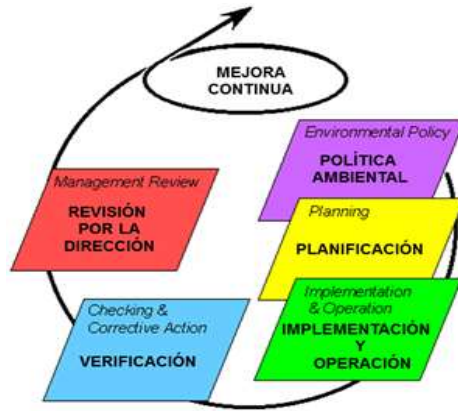 MEJORA
CONTINUA
Environmental Policy
POLÍTICA
AMBIENTAL
Planning
PLANIFICACIÓN
Implementation
& Operation
IMPLEMENTACIÓN
Y
OPERACIÓN
Checking &
Corrective Action
VERIFICACIÓN
Management Review
REVISIÓN
POR LA
DIRECCIÓN